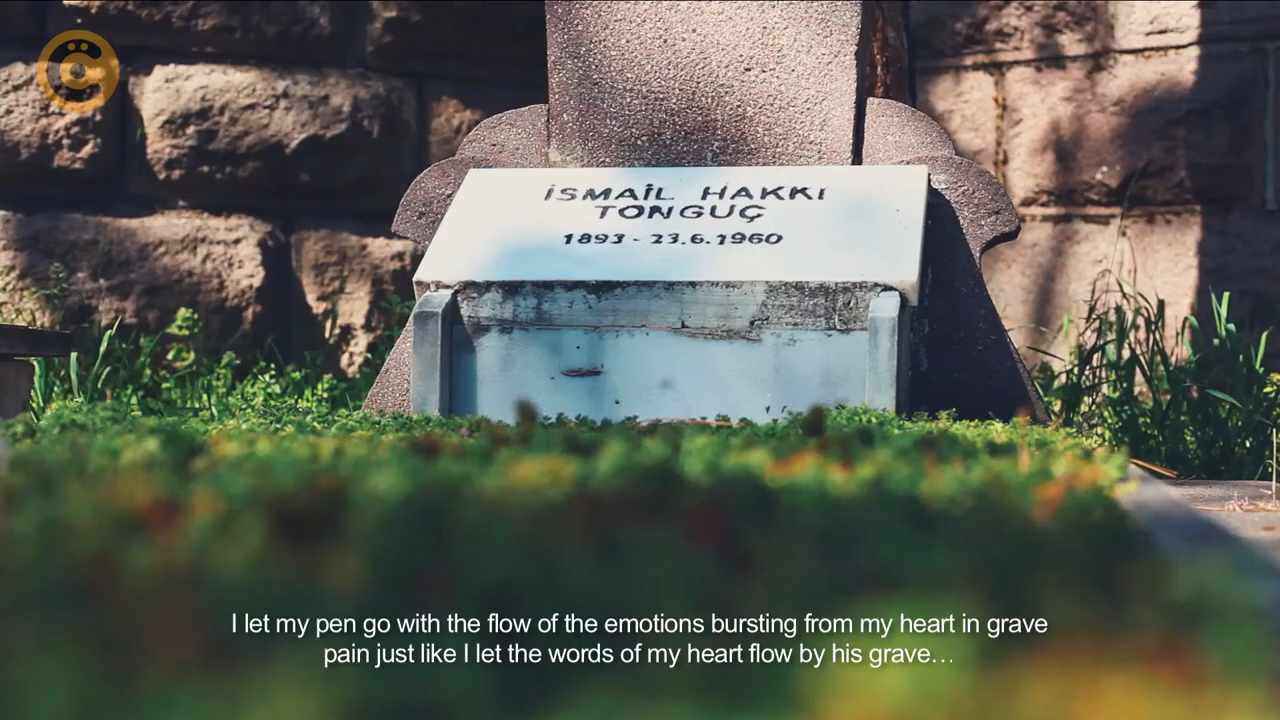 İSMAİL HAKKI
TONGUÇ
1893 - 23.6.1960
I let my pen go with the flow of the emotions bursting from my heart in grave
pain just like I let the words of my heart flow by his grave…